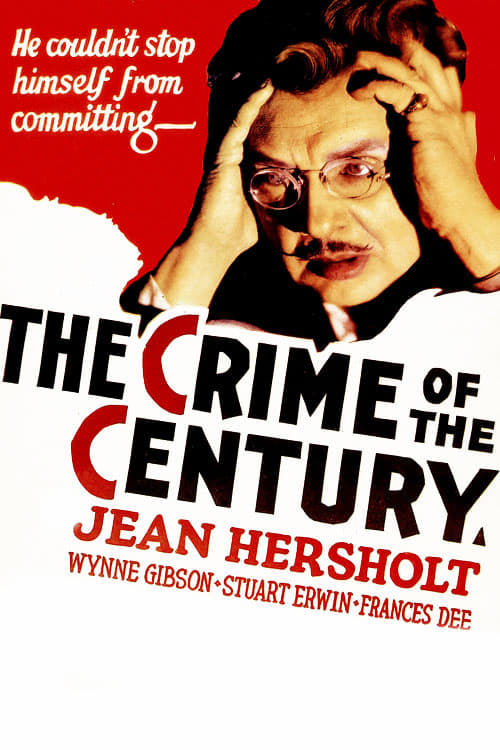 He couldn't stop
himself from
committing—
THE CRIME OF THE
CENTURY.
JEAN HERSHOLT
WYNNE GIBSON • STUART ERWIN • FRANCES DEE